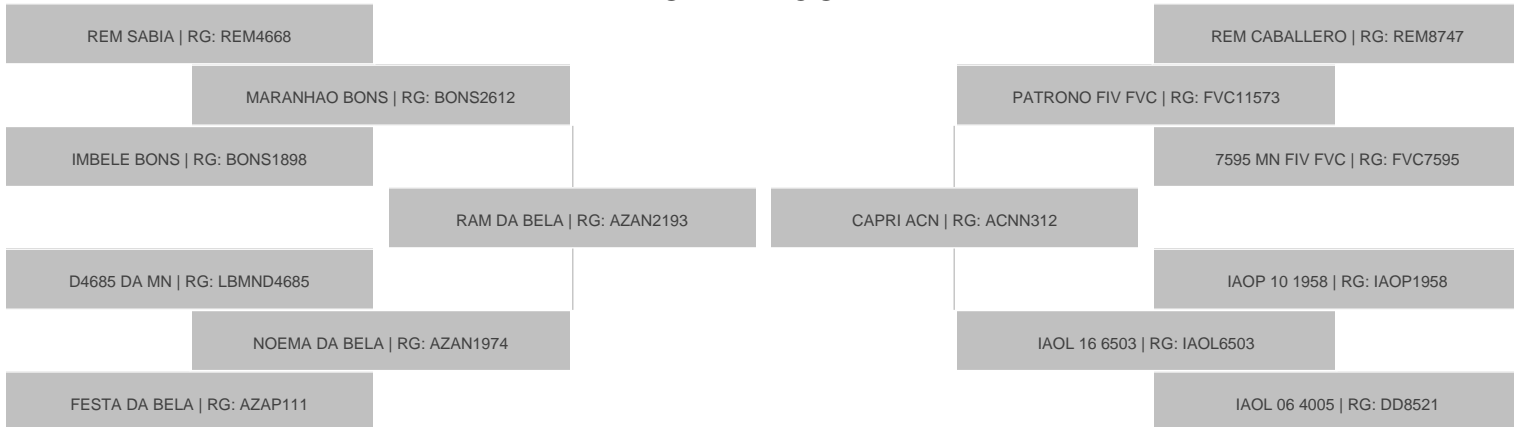 REM SABIA | RG: REM4668
REM CABALLERO | RG: REM8747
MARANHAO BONS | RG: BONS2612
PATRONO FIV FVC | RG: FVC11573
IMBELE BONS | RG: BONS1898
7595 MN FIV FVC | RG: FVC7595
RAM DA BELA | RG: AZAN2193
CAPRI ACN | RG: ACNN312
D4685 DA MN | RG: LBMND4685
IAOP 10 1958 | RG: IAOP1958
NOEMA DA BELA | RG: AZAN1974
IAOL 16 6503 | RG: IAOL6503
FESTA DA BELA | RG: AZAP111
IAOL 06 4005 | RG: DD8521